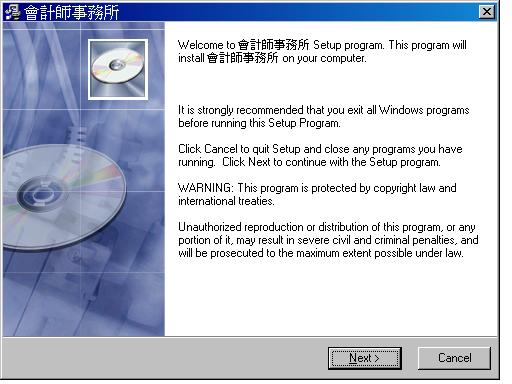 會計師事務所
Welcome to 會計師事務所 Setup program. This program will
install 會計師事務所 on your computer.
It is strongly recommended that you exit all Windows programs
before running this Setup Program.
Click Cancel to quit Setup and close any programs you have
running. Click Next to continue with the Setup program.
WARNING: This program is protected by copyright law and
international treaties.
Unauthorized reproduction or distribution of this program, or any
portion of it, may result in severe civil and criminal penalties, and
will be prosecuted to the maximum extent possible under law.
Next >
Cancel